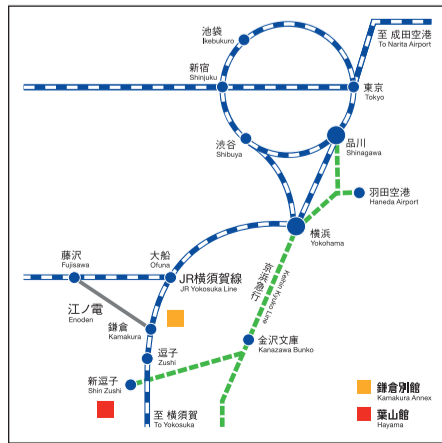 池袋
Ikebukuro
至 成田空港
To Narita Airport
新宿
Shinjuku
東京
Tokyo
渋谷
Shibuya
品川
Shinagawa
羽田空港
Haneda Airport
横浜
Yokohama
藤沢
Fujisawa
大船
Ofuna
JR横須賀線
JR Yokosuka Line
京浜急行
Keihin Kyuko Line
江ノ電
Enoden
鎌倉
Kamakura
金沢文庫
Kanazawa Bunko
逗子
Zushi
新逗子
Shin Zushi
鎌倉別館
Kamakura Annex
葉山館
Hayama
至 横須賀
To Yokosuka